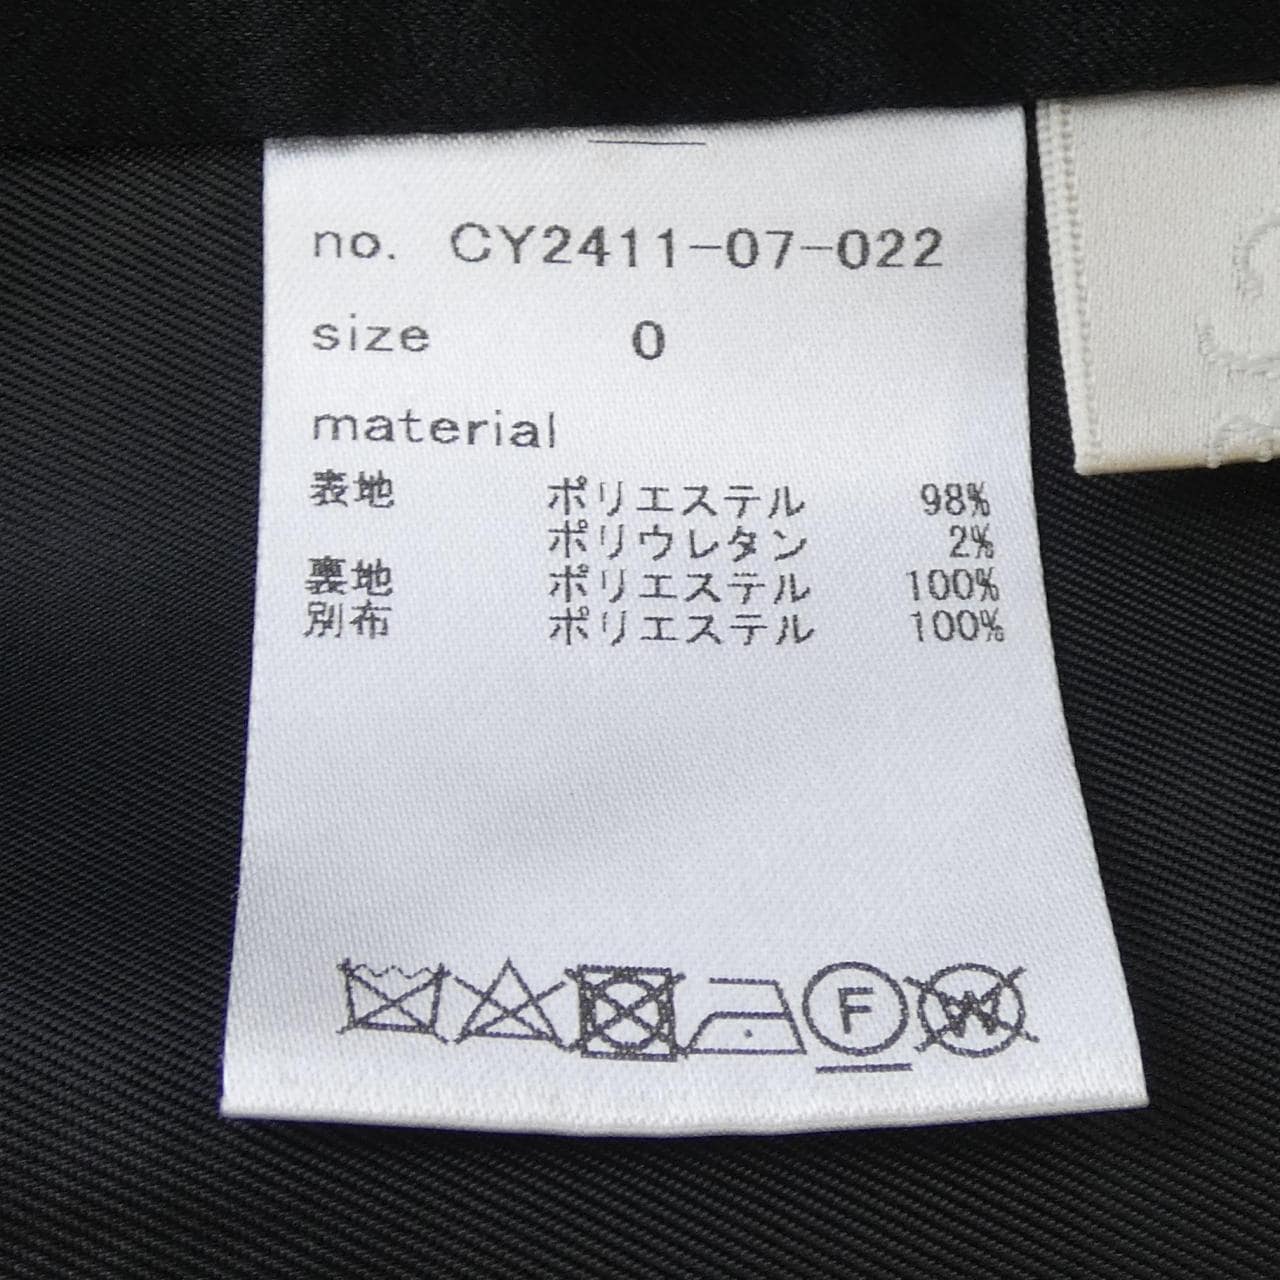 no. CY2411-07-022
size 0
material
表地 ポリエステル 98%
ポリウレタン 2%
裏地 ポリエステル 100%
別布 ポリエステル 100%
F W